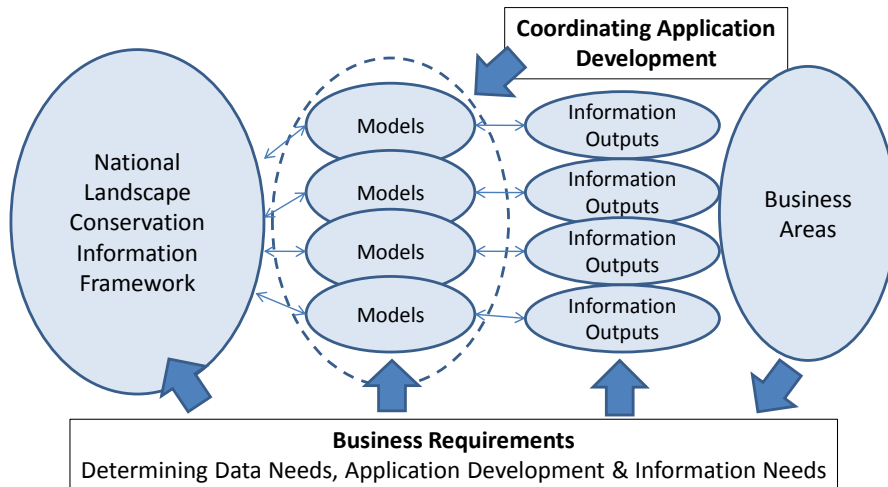 Coordinating Application
Development
National
Landscape
Conservation
Information
Framework
Models
Information
Outputs
Models
Information
Outputs
Models
Information
Outputs
Models
Information
Outputs
Business
Areas
Business Requirements
Determining Data Needs, Application Development & Information Needs